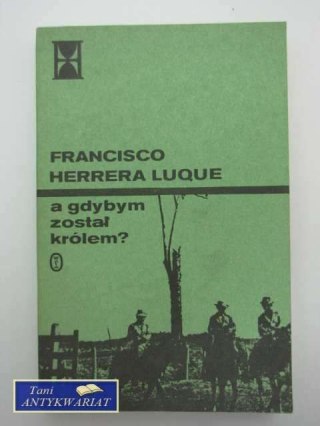 FRANCISCO
HERRERA LUQUE
a gdybym
został
królem?
Tani
ANTYKWARIAT